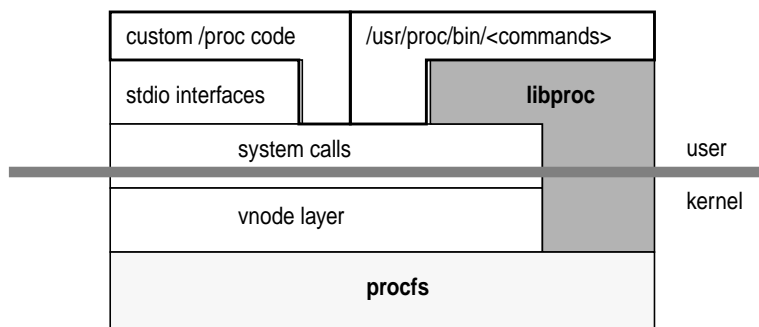 custom /proc code
/usr/proc/bin/<commands>
stdio interfaces
libproc
system calls
user
kernel
vnode layer
procfs